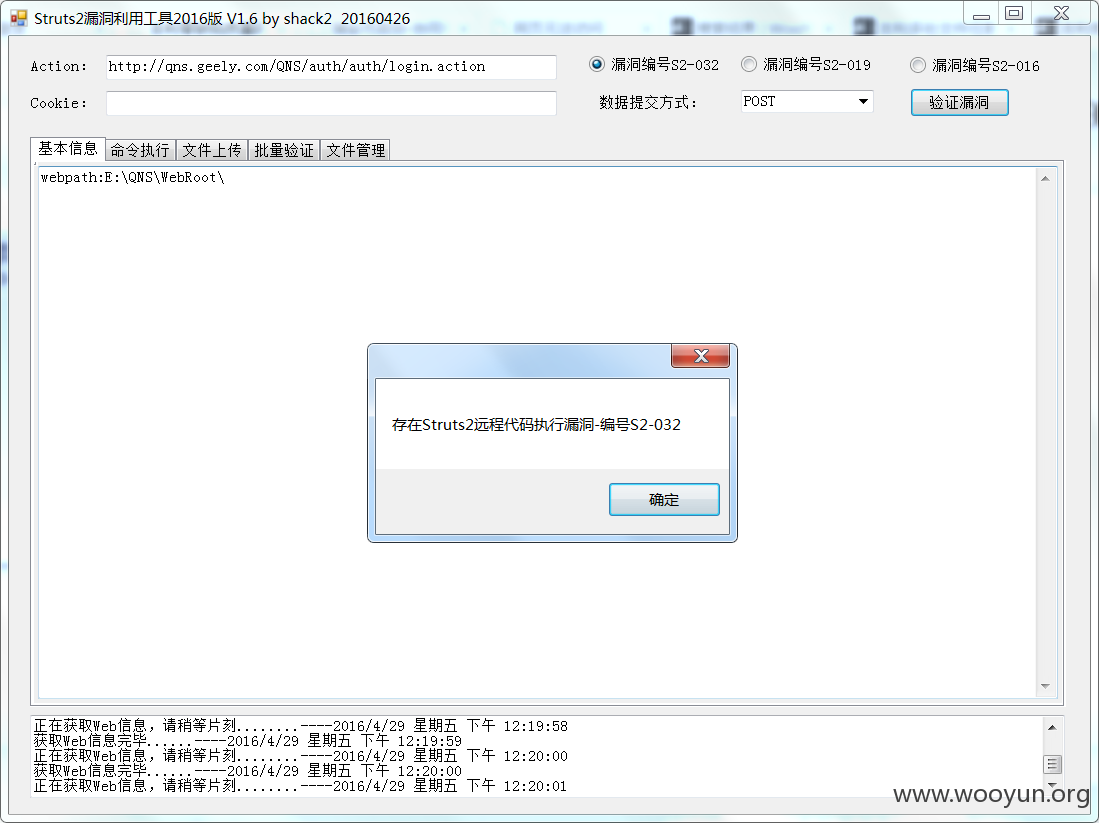 Struts2漏洞利用工具2016版 V1.6 by shack2  20160426
Action: http://qns.geely.com/QNS/auth/auth/login.action 漏洞编号S2-032 漏洞编号S2-019 漏洞编号S2-016
Cookie: 数据提交方式: POST 验证漏洞
基本信息 命令执行 文件上传 批量验证 文件管理
webpath:E:\QNS\WebRoot\
存在Struts2远程代码执行漏洞-编号S2-032
确定
正在获取Web信息，请稍等片刻........----2016/4/29 星期五 下午 12:19:58
获取Web信息完毕......----2016/4/29 星期五 下午 12:19:59
正在获取Web信息，请稍等片刻........----2016/4/29 星期五 下午 12:20:00
获取Web信息完毕......----2016/4/29 星期五 下午 12:20:00
正在获取Web信息，请稍等片刻........----2016/4/29 星期五 下午 12:20:01
www.wooyun.org